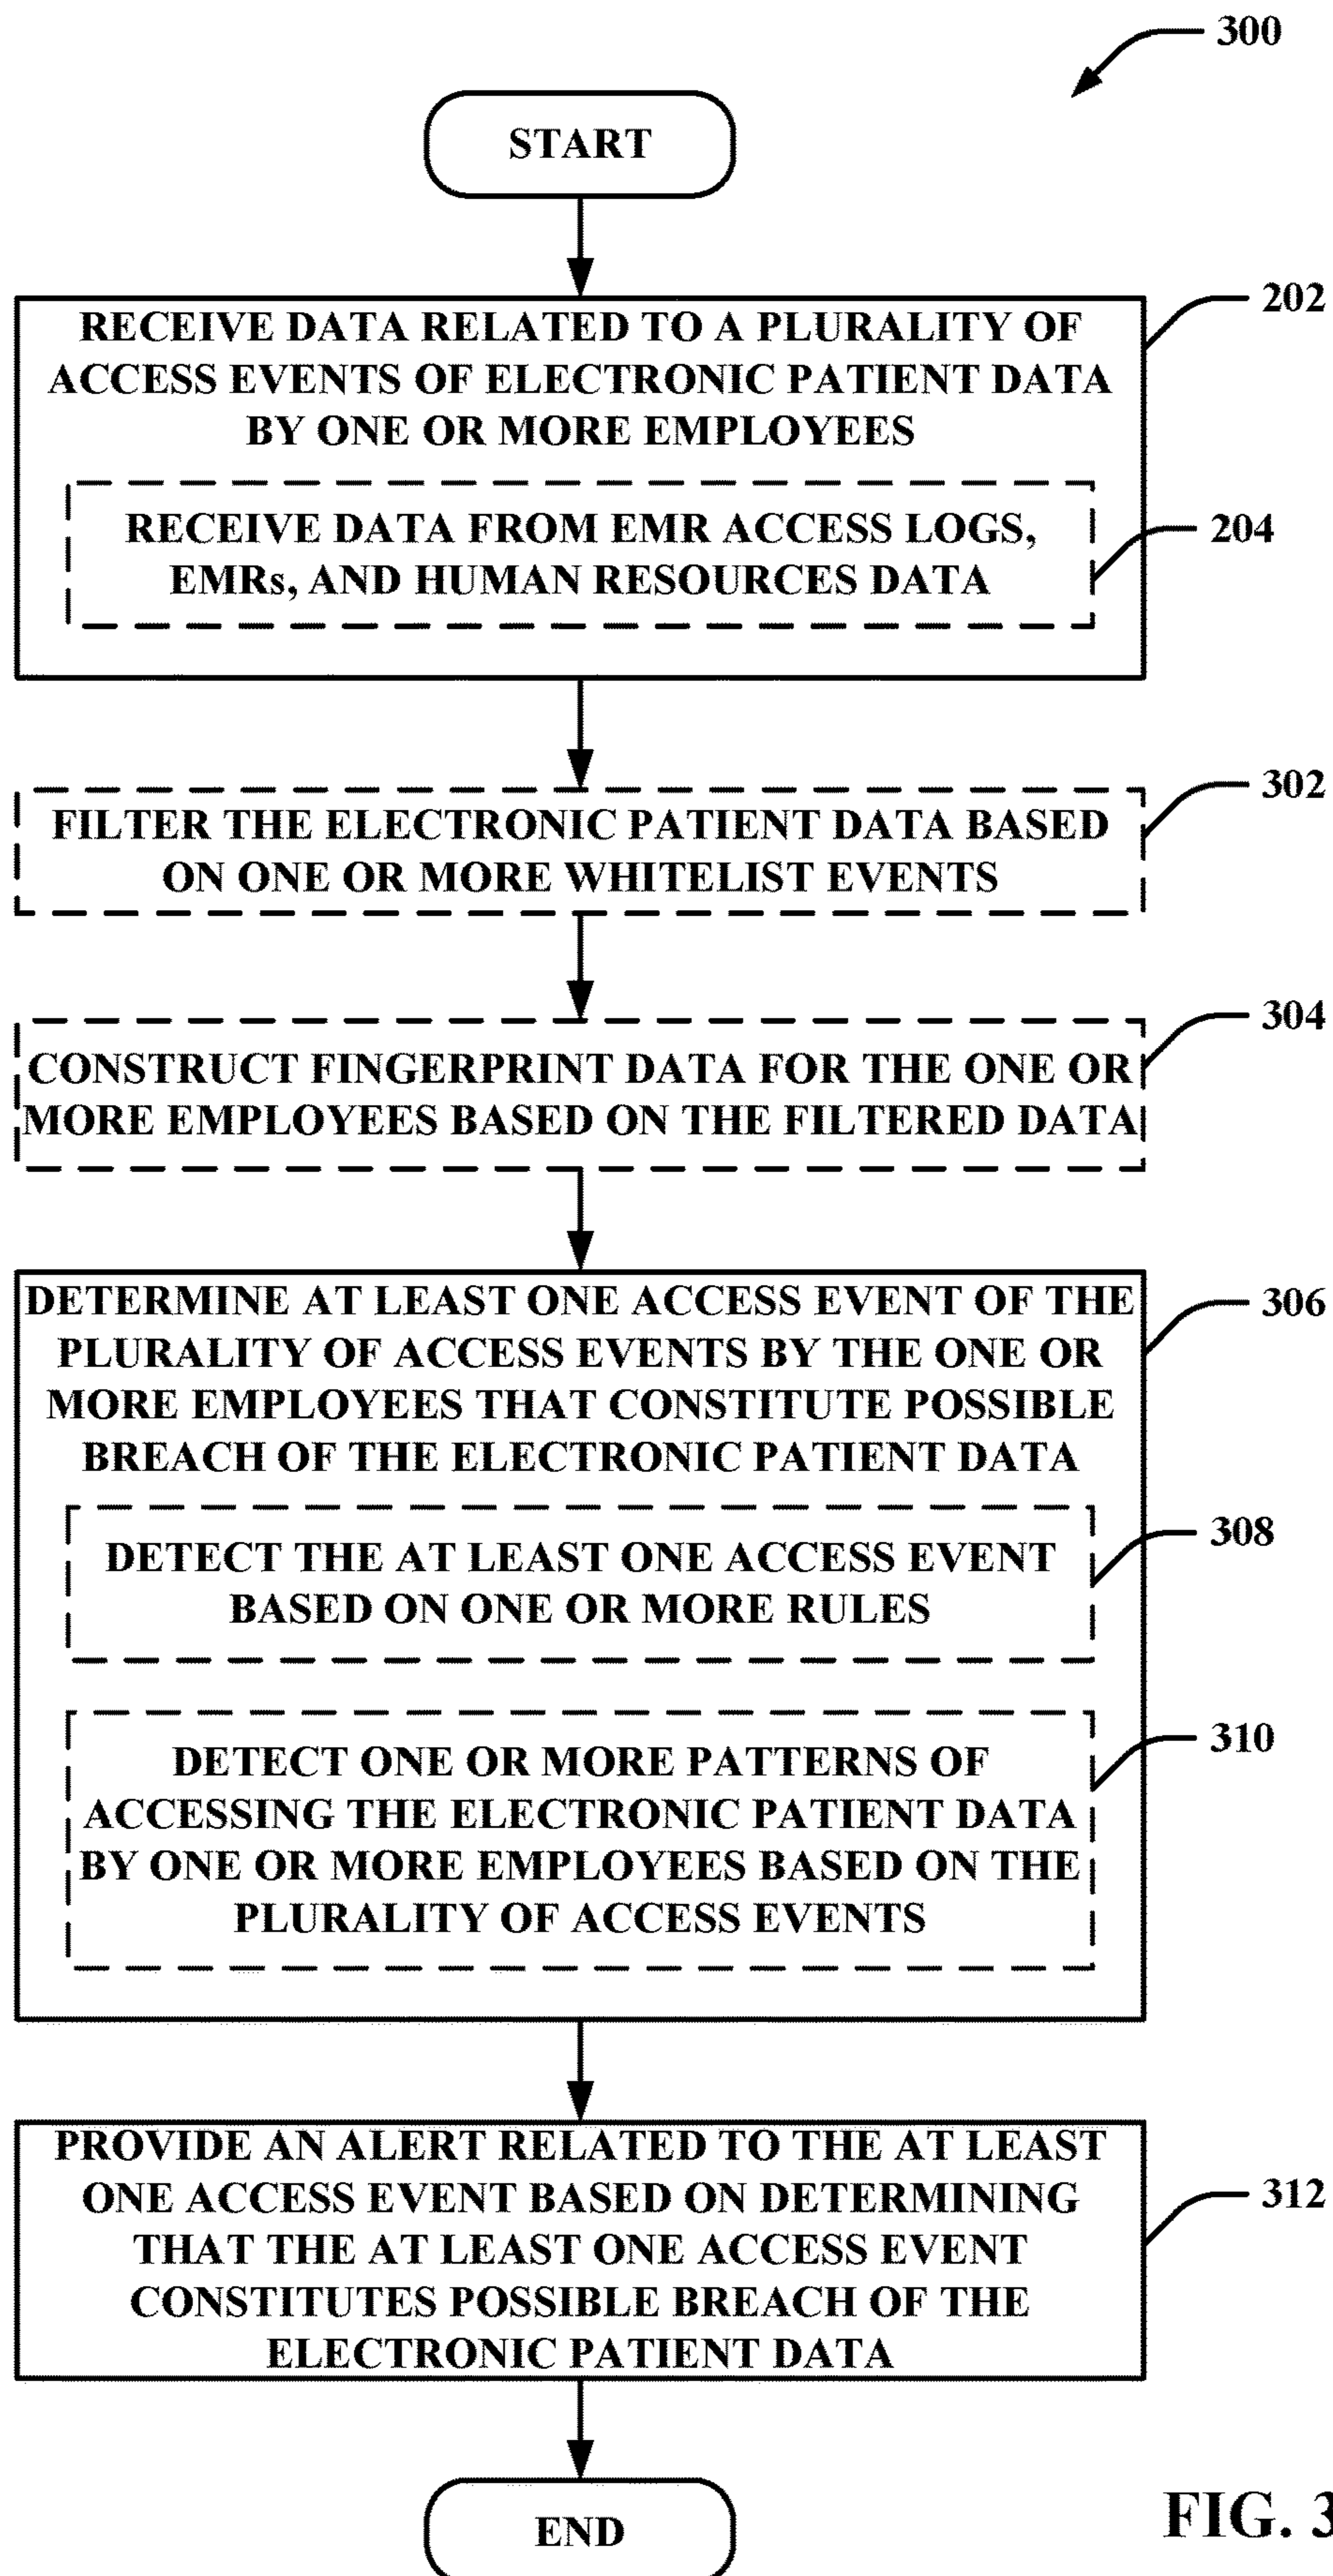 300
START
202
RECEIVE DATA RELATED TO A PLURALITY OF
ACCESS EVENTS OF ELECTRONIC PATIENT DATA
BY ONE OR MORE EMPLOYEES
RECEIVE DATA FROM EMR ACCESS LOGS,
EMRs, AND HUMAN RESOURCES DATA
204
302
FILTER THE ELECTRONIC PATIENT DATA BASED
ON ONE OR MORE WHITELIST EVENTS
304
CONSTRUCT FINGERPRINT DATA FOR THE ONE OR
MORE EMPLOYEES BASED ON THE FILTERED DATA
306
DETERMINE AT LEAST ONE ACCESS EVENT OF THE
PLURALITY OF ACCESS EVENTS BY THE ONE OR
MORE EMPLOYEES THAT CONSTITUTE POSSIBLE
BREACH OF THE ELECTRONIC PATIENT DATA
308
DETECT THE AT LEAST ONE ACCESS EVENT
BASED ON ONE OR MORE RULES
310
DETECT ONE OR MORE PATTERNS OF
ACCESSING THE ELECTRONIC PATIENT DATA
BY ONE OR MORE EMPLOYEES BASED ON THE
PLURALITY OF ACCESS EVENTS
PROVIDE AN ALERT RELATED TO THE AT LEAST
ONE ACCESS EVENT BASED ON DETERMINING
THAT THE AT LEAST ONE ACCESS EVENT
CONSTITUTES POSSIBLE BREACH OF THE
ELECTRONIC PATIENT DATA
312
END
FIG. 3